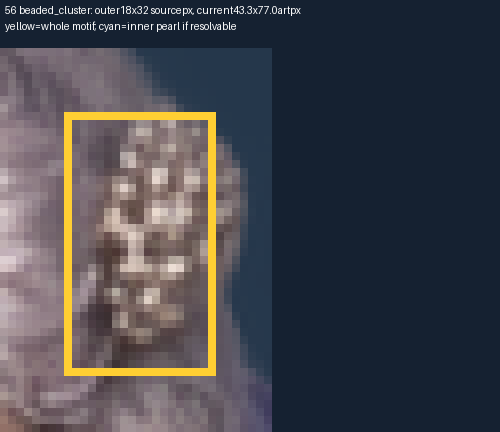 56 beaded_cluster: outer18x32 sourcepx, current43.3x77.0artpx
yellow=whole motif; cyan=inner pearl if resolvable